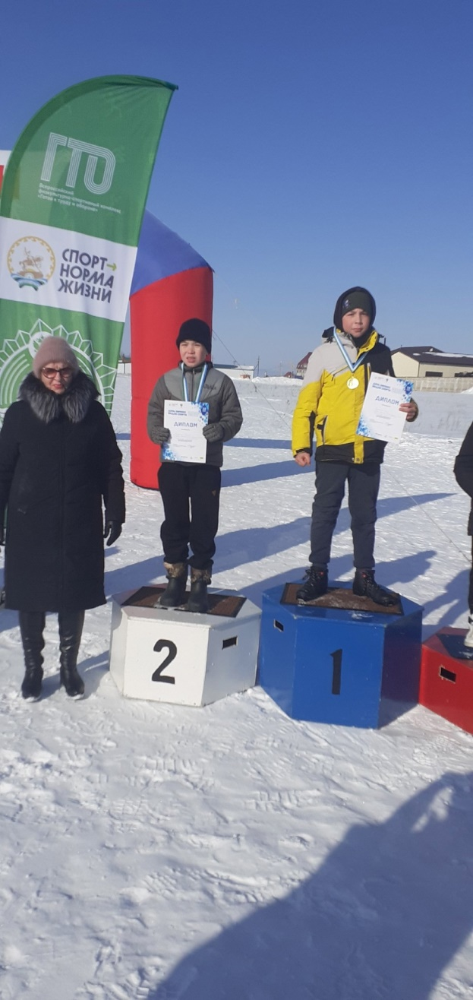 ГТО
Всероссийский
физкультурно-спортивный комплекс
«Готов к труду и обороне»
СПОРТ
НОРМА
ЖИЗНИ
ДИПЛОМ
ДИПЛОМ
2
1